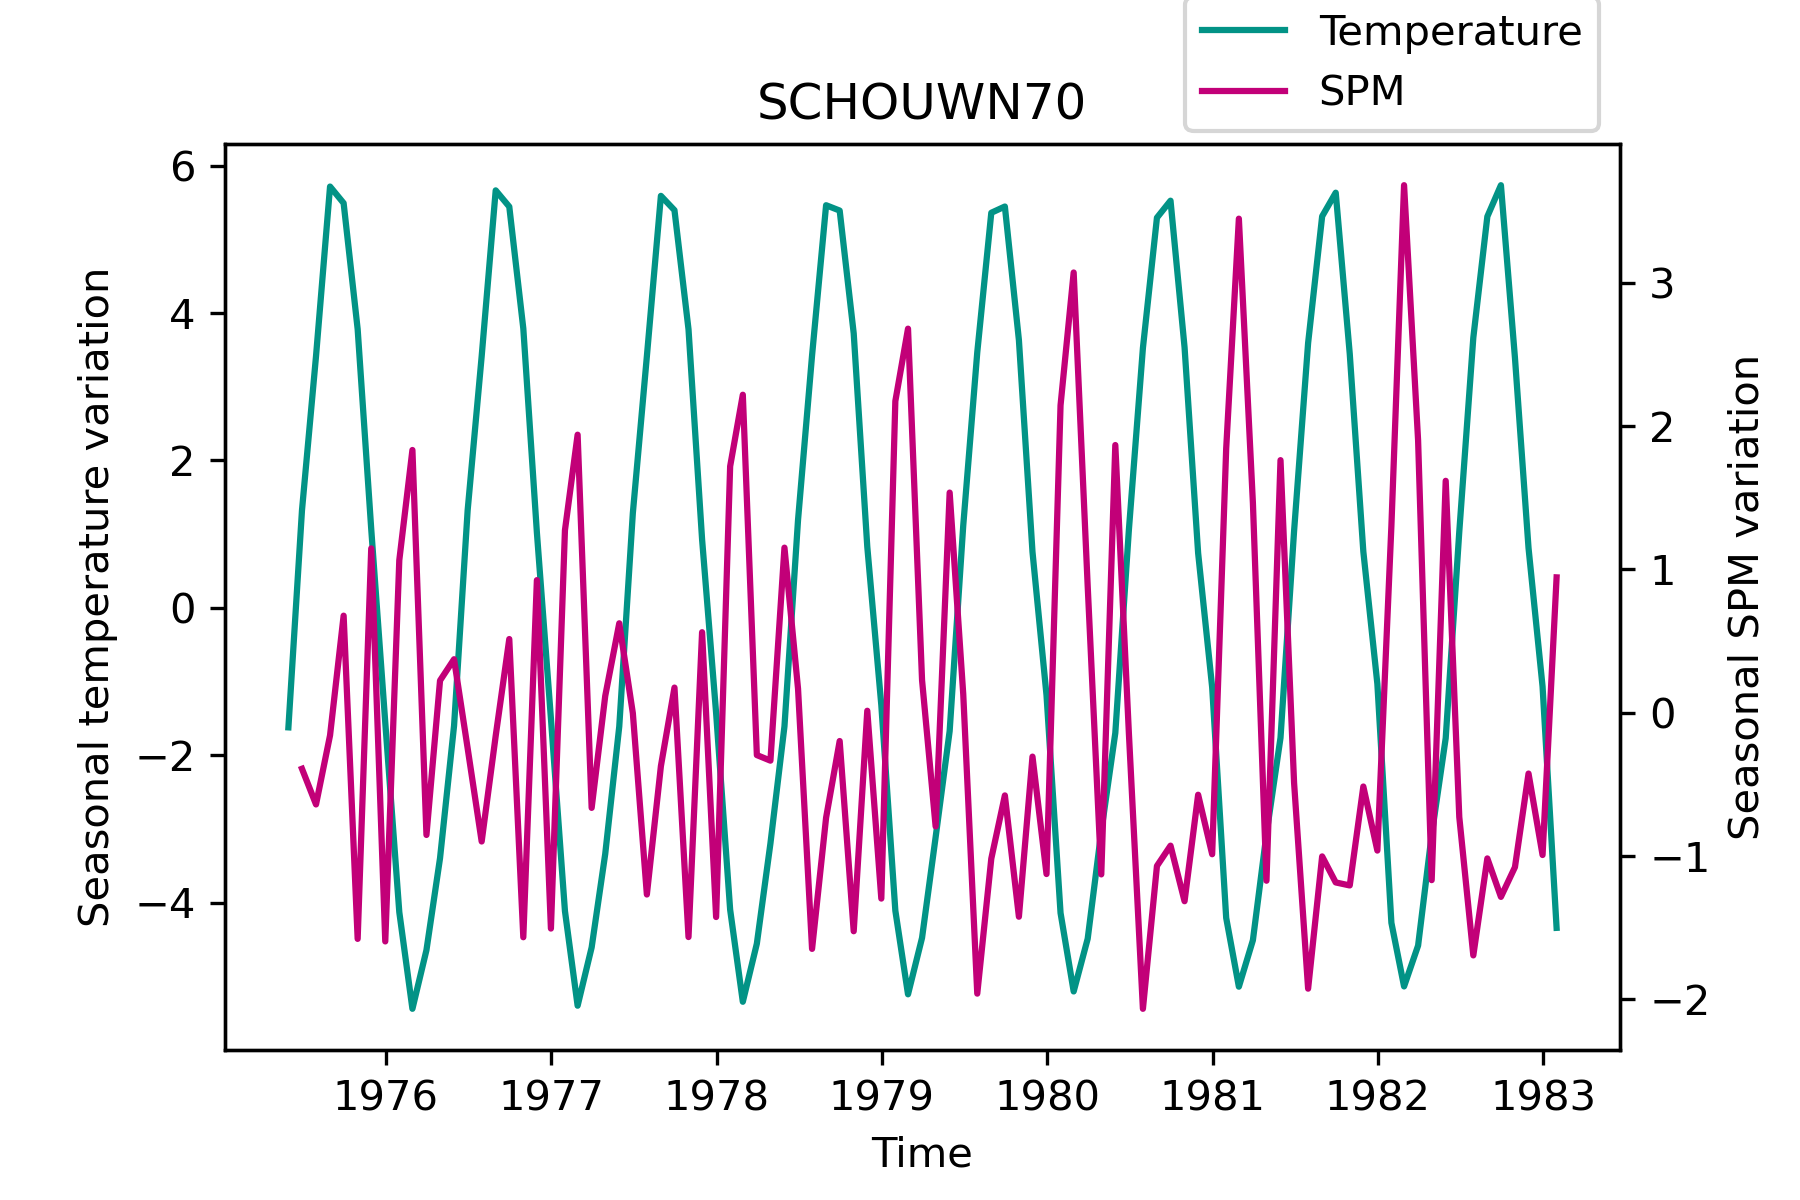 Temperature
SPM
SCHOUWN70
Seasonal temperature variation
6
4
2
0
−2
−4
3
2
1
0
−1
−2
Seasonal SPM variation
1976 1977 1978 1979 1980 1981 1982 1983
Time